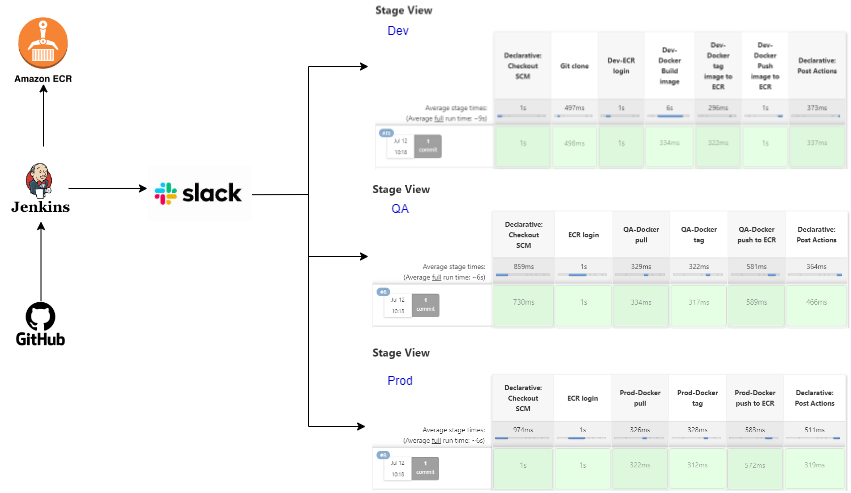 Amazon ECR
Jenkins
GitHub
slack
Stage View
Dev
Declarative:
Checkout
SCM
Git clone
Dev-ECR
login
Dev-
Docker
Build
image
Dev-
Docker
tag
image to
ECR
Dev-
Docker
Push
image to
ECR
Declarative:
Post Actions
Average stage times:
(Average full run time: ~9s)
1s
497ms
1s
6s
296ms
1s
373ms
Jul 12
10:18
1
commit
1s
498ms
1s
334ms
322ms
1s
337ms
Stage View
QA
Declarative:
Checkout
SCM
ECR login
QA-Docker
pull
QA-Docker
tag
QA-Docker
push to ECR
Declarative:
Post Actions
Average stage times:
(Average full run time: ~6s)
859ms
1s
329ms
322ms
581ms
364ms
Jul 12
10:18
1
commit
730ms
1s
334ms
317ms
589ms
466ms
Stage View
Prod
Declarative:
Checkout
SCM
ECR login
Prod-Docker
pull
Prod-Docker
tag
Prod-Docker
push to ECR
Declarative:
Post Actions
Average stage times:
(Average full run time: ~6s)
974ms
1s
326ms
328ms
583ms
511ms
Jul 12
10:18
1
commit
1s
1s
322ms
312ms
572ms
319ms